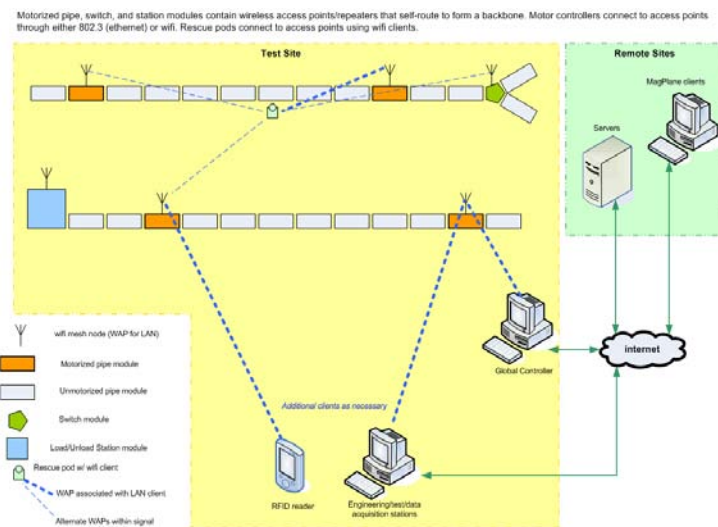 Motorized pipe, switch, and station modules contain wireless access points/repeaters that self-route to form a backbone. Motor controllers connect to access points
through either 802.3 (ethernet) or wifi. Rescue pods connect to access points using wifi clients.
Test Site
Remote Sites
MagPlane clients
Servers
internet
Global Controller
Additional clients as necessary
RFID reader
Engineering/test/data
acquisition stations
wifi mesh node (WAP for LAN)
Motorized pipe module
Unmotorized pipe module
Switch module
Load/Unload Station module
Rescue pod w/ wifi client
WAP associated with LAN client
Alternate WAPs within signal